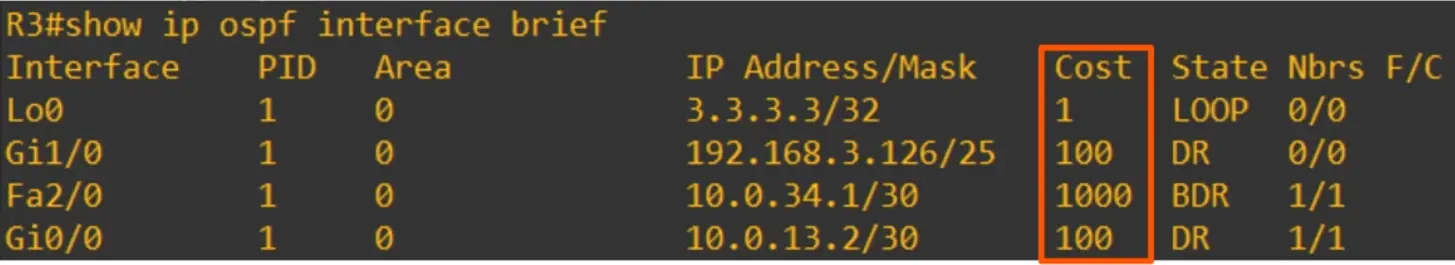 R3#show ip ospf interface brief
Interface    PID   Area            IP Address/Mask    Cost  State Nbrs F/C
Lo0          1     0               3.3.3.3/32         1     LOOP  0/0
Gi1/0        1     0               192.168.3.126/25   100   DR    0/0
Fa2/0        1     0               10.0.34.1/30       1000  BDR   1/1
Gi0/0        1     0               10.0.13.2/30       100   DR    1/1